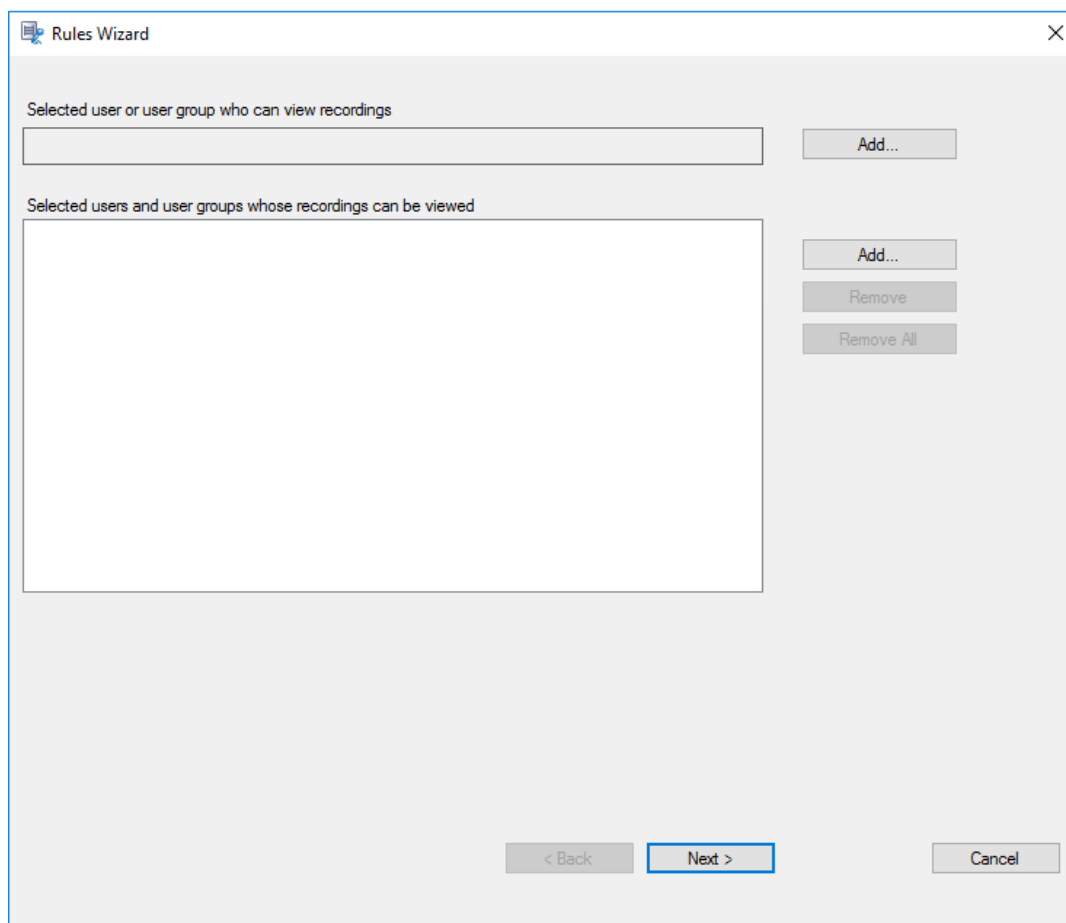 Rules Wizard
Selected user or user group who can view recordings
Add...
Selected users and user groups whose recordings can be viewed
Add...
Remove
Remove All
< Back
Next >
Cancel